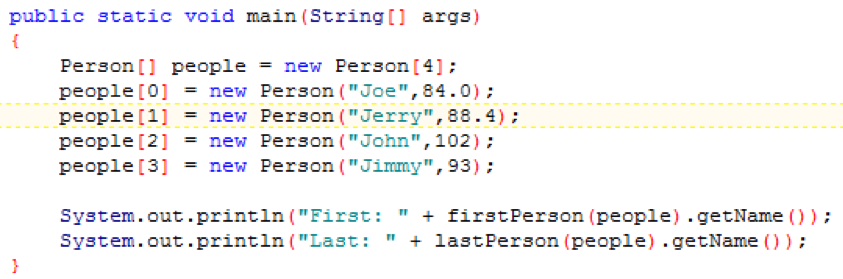 public static void main(String[] args)
{
    Person[] people = new Person[4];
    people[0] = new Person("Joe",84.0);
    people[1] = new Person("Jerry",88.4);
    people[2] = new Person("John",102);
    people[3] = new Person("Jimmy",93);

    System.out.println("First: " + firstPerson(people).getName());
    System.out.println("Last: " + lastPerson(people).getName());
}